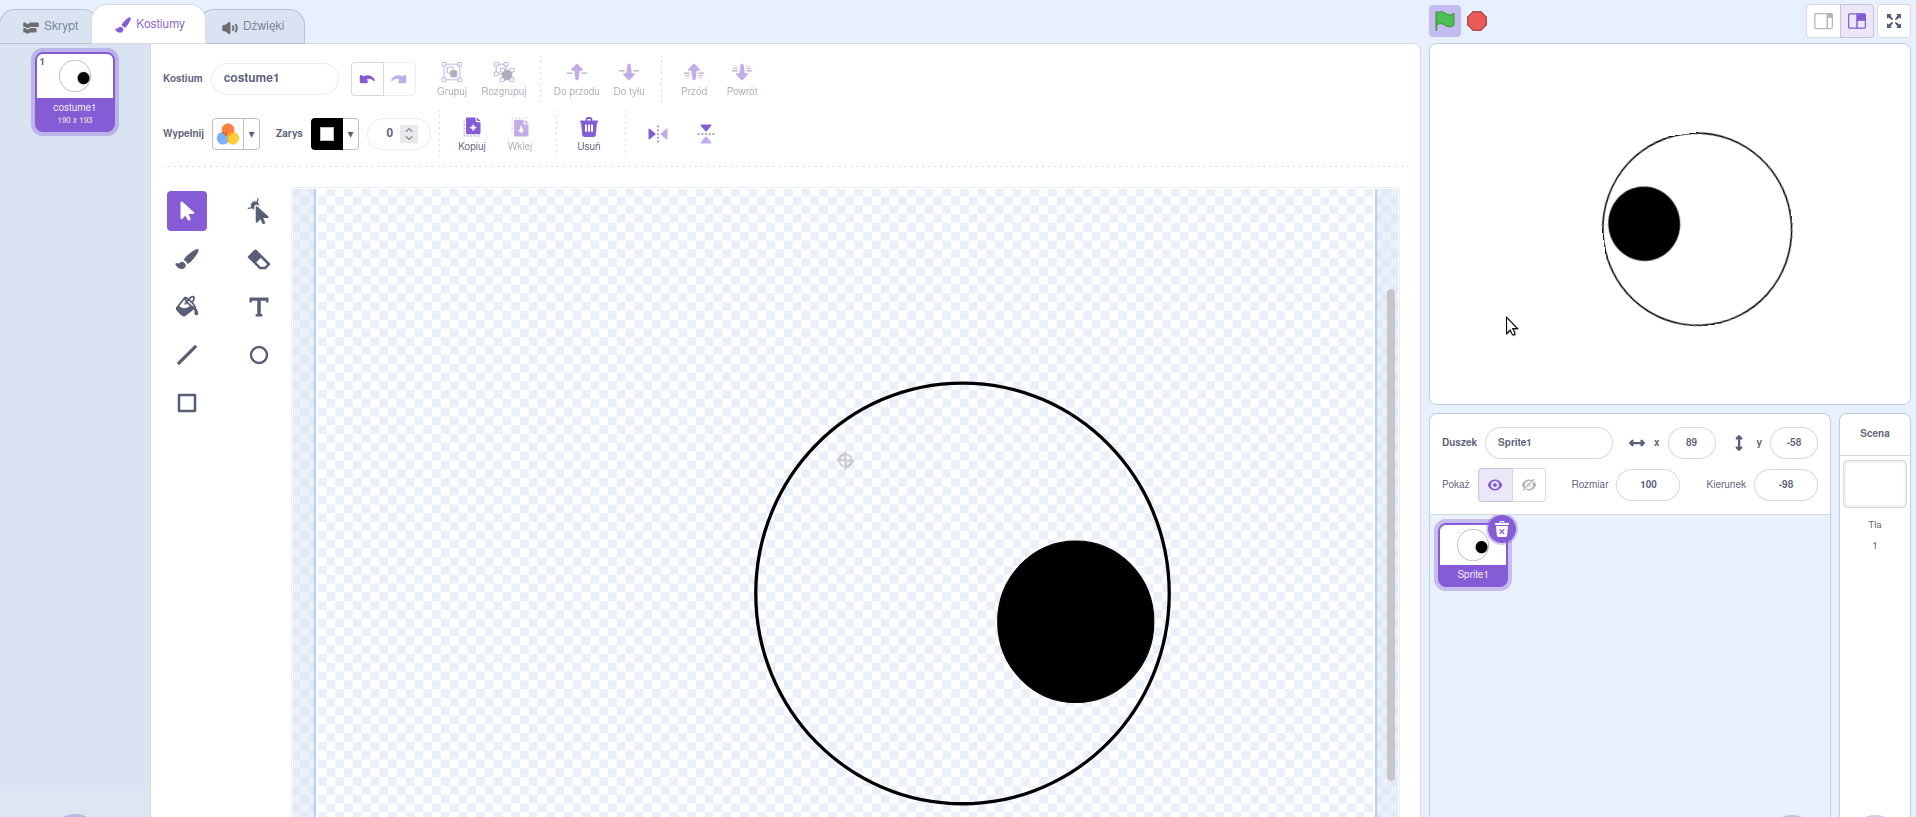 Skrypt
Kostiumy
Dźwięki
1
costume1
190 x 193
Kostium
costume1
Grupuj
Rozgrupuj
Do przodu
Do tyłu
Przód
Powrót
Wypełnij
Zarys
0
Kopiuj
Wklej
Usuń
Duszek
Sprite1
x
89
y
-58
Pokaż
Rozmiar
100
Kierunek
-98
Sprite1
Scena
Tła
1